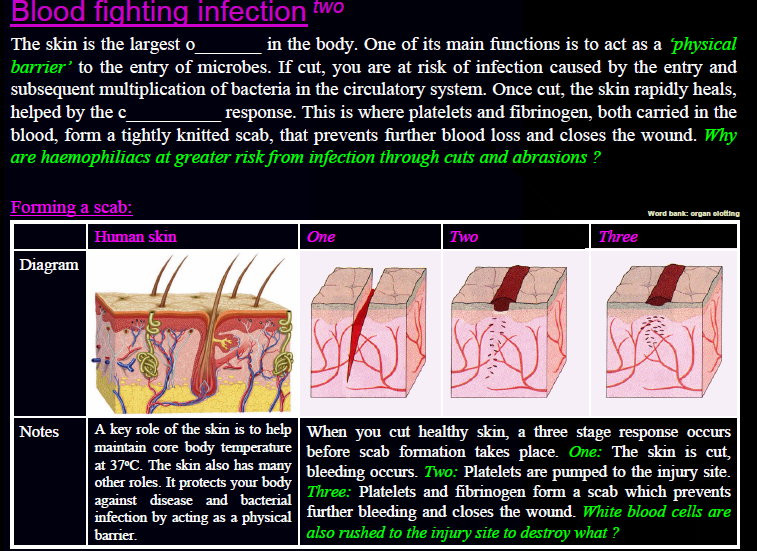 Blood fighting infection two
The skin is the largest o_______ in the body. One of its main functions is to act as a ‘physical
barrier’ to the entry of microbes. If cut, you are at risk of infection caused by the entry and
subsequent multiplication of bacteria in the circulatory system. Once cut, the skin rapidly heals,
helped by the c__________ response. This is where platelets and fibrinogen, both carried in the
blood, form a tightly knitted scab, that prevents further blood loss and closes the wound. Why
are haemophiliacs at greater risk from infection through cuts and abrasions ?
Forming a scab:
Word bank: organ clotting
Human skin
One
Two
Three
Diagram
Notes
A key role of the skin is to help
maintain core body temperature
at 37ºC. The skin also has many
other roles. It protects your body
against disease and bacterial
infection by acting as a physical
barrier.
When you cut healthy skin, a three stage response occurs
before scab formation takes place. One: The skin is cut,
bleeding occurs. Two: Platelets are pumped to the injury site.
Three: Platelets and fibrinogen form a scab which prevents
further bleeding and closes the wound. White blood cells are
also rushed to the injury site to destroy what ?